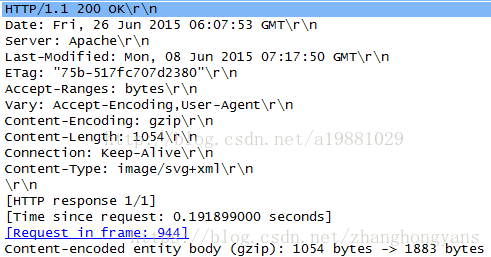 HTTP/1.1 200 OK\r\n
Date: Fri, 26 Jun 2015 06:07:53 GMT\r\n
Server: Apache\r\n
Last-Modified: Mon, 08 Jun 2015 07:17:50 GMT\r\n
ETag: "75b-517fc707d2380"\r\n
Accept-Ranges: bytes\r\n
Vary: Accept-Encoding,User-Agent\r\n
Content-Encoding: gzip\r\n
http://blog.csdn.net/a19881029
Content-Length: 1054\r\n
Connection: Keep-Alive\r\n
Content-Type: image/svg+xml\r\n
\r\n
[HTTP response 1/1]
[Time since request: 0.191899000 seconds]
[Request in frame: 944]
https://blog.csdn.net/zhanghongyans
Content-encoded entity body (gzip): 1054 bytes -> 1883 bytes